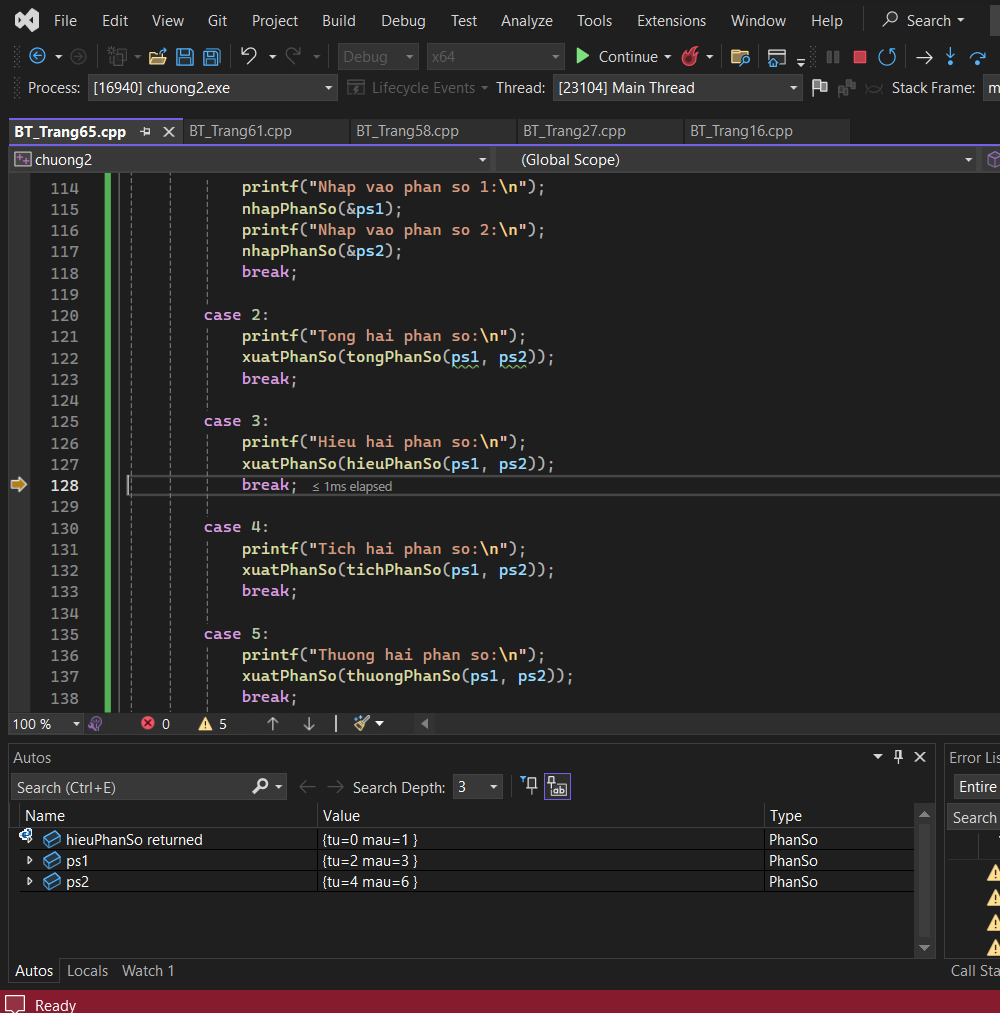 File Edit View Git Project Build Debug Test Analyze Tools Extensions Window Help Search
Debug x64 Continue
Process: [16940] chuong2.exe Lifecycle Events Thread: [23104] Main Thread Stack Frame: m
BT_Trang65.cpp BT_Trang61.cpp BT_Trang58.cpp BT_Trang27.cpp BT_Trang16.cpp
chuong2 (Global Scope)
114 printf("Nhap vao phan so 1:\n");
115 nhapPhanSo(&ps1);
116 printf("Nhap vao phan so 2:\n");
117 nhapPhanSo(&ps2);
118 break;
119
120 case 2:
121 printf("Tong hai phan so:\n");
122 xuatPhanSo(tongPhanSo(ps1, ps2));
123 break;
124
125 case 3:
126 printf("Hieu hai phan so:\n");
127 xuatPhanSo(hieuPhanSo(ps1, ps2));
128 break; ≤ 1ms elapsed
129
130 case 4:
131 printf("Tich hai phan so:\n");
132 xuatPhanSo(tichPhanSo(ps1, ps2));
133 break;
134
135 case 5:
136 printf("Thuong hai phan so:\n");
137 xuatPhanSo(thuongPhanSo(ps1, ps2));
138 break;
100 % 0 5
Autos Error Lis
Search (Ctrl+E) Search Depth: 3 Entire
Name Value Type Search
hieuPhanSo returned {tu=0 mau=1 } PhanSo
ps1 {tu=2 mau=3 } PhanSo
ps2 {tu=4 mau=6 } PhanSo
Autos Locals Watch 1 Call Sta
Ready